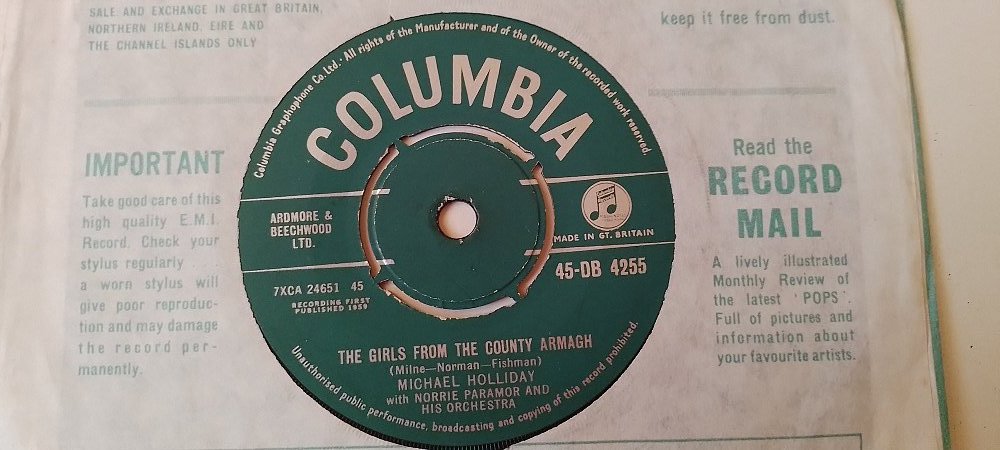 SALE AND EXCHANGE IN GREAT BRITAIN,
NORTHERN IRELAND, EIRE AND
THE CHANNEL ISLANDS ONLY
keep it free from dust.
IMPORTANT
Take good care of this
high quality E.M.I.
Record. Check your
stylus regularly
a worn stylus will
give poor reproduc-
tion and may damage
the record per-
manently.
Columbia Graphophone Co. Ltd. · All rights of the Manufacturer and of the Owner of the recorded work reserved.
COLUMBIA
ARDMORE &
BEECHWOOD
LTD.
MADE IN GT. BRITAIN
7XCA 24651 45
45-DB 4255
RECORDING FIRST
PUBLISHED 1959
THE GIRLS FROM THE COUNTY ARMAGH
(Milne—Norman—Fishman)
MICHAEL HOLLIDAY
with NORRIE PARAMOR AND
HIS ORCHESTRA
Unauthorised public performance, broadcasting and copying of this record prohibited.
Read the
RECORD
MAIL
A lively illustrated
Monthly Review of
the latest 'POPS'.
Full of pictures and
information about
your favourite artists.